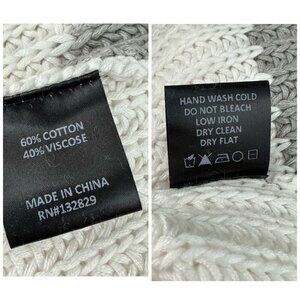 60% COTTON
40% VISCOSE
MADE IN CHINA
RN#132829
HAND WASH COLD
DO NOT BLEACH
LOW IRON
DRY CLEAN
DRY FLAT